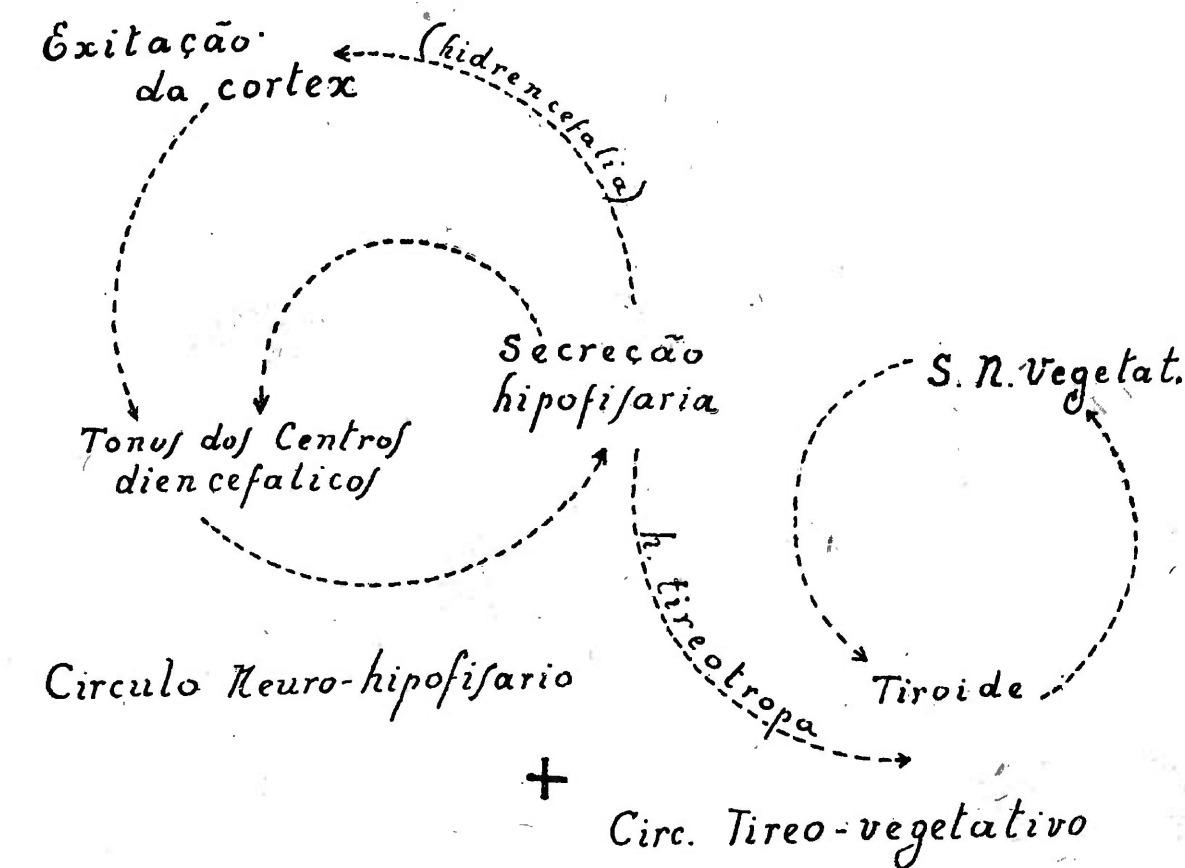 Exitação
da cortex
(hidrencefalia)
Secreção
hipofisaria
S. N. Vegetat.
Tonus dos Centros
diencefalicos
h. tireotropa
Circulo Neuro-hipofisario
Tiroide
+
Circ. Tireo-vegetativo